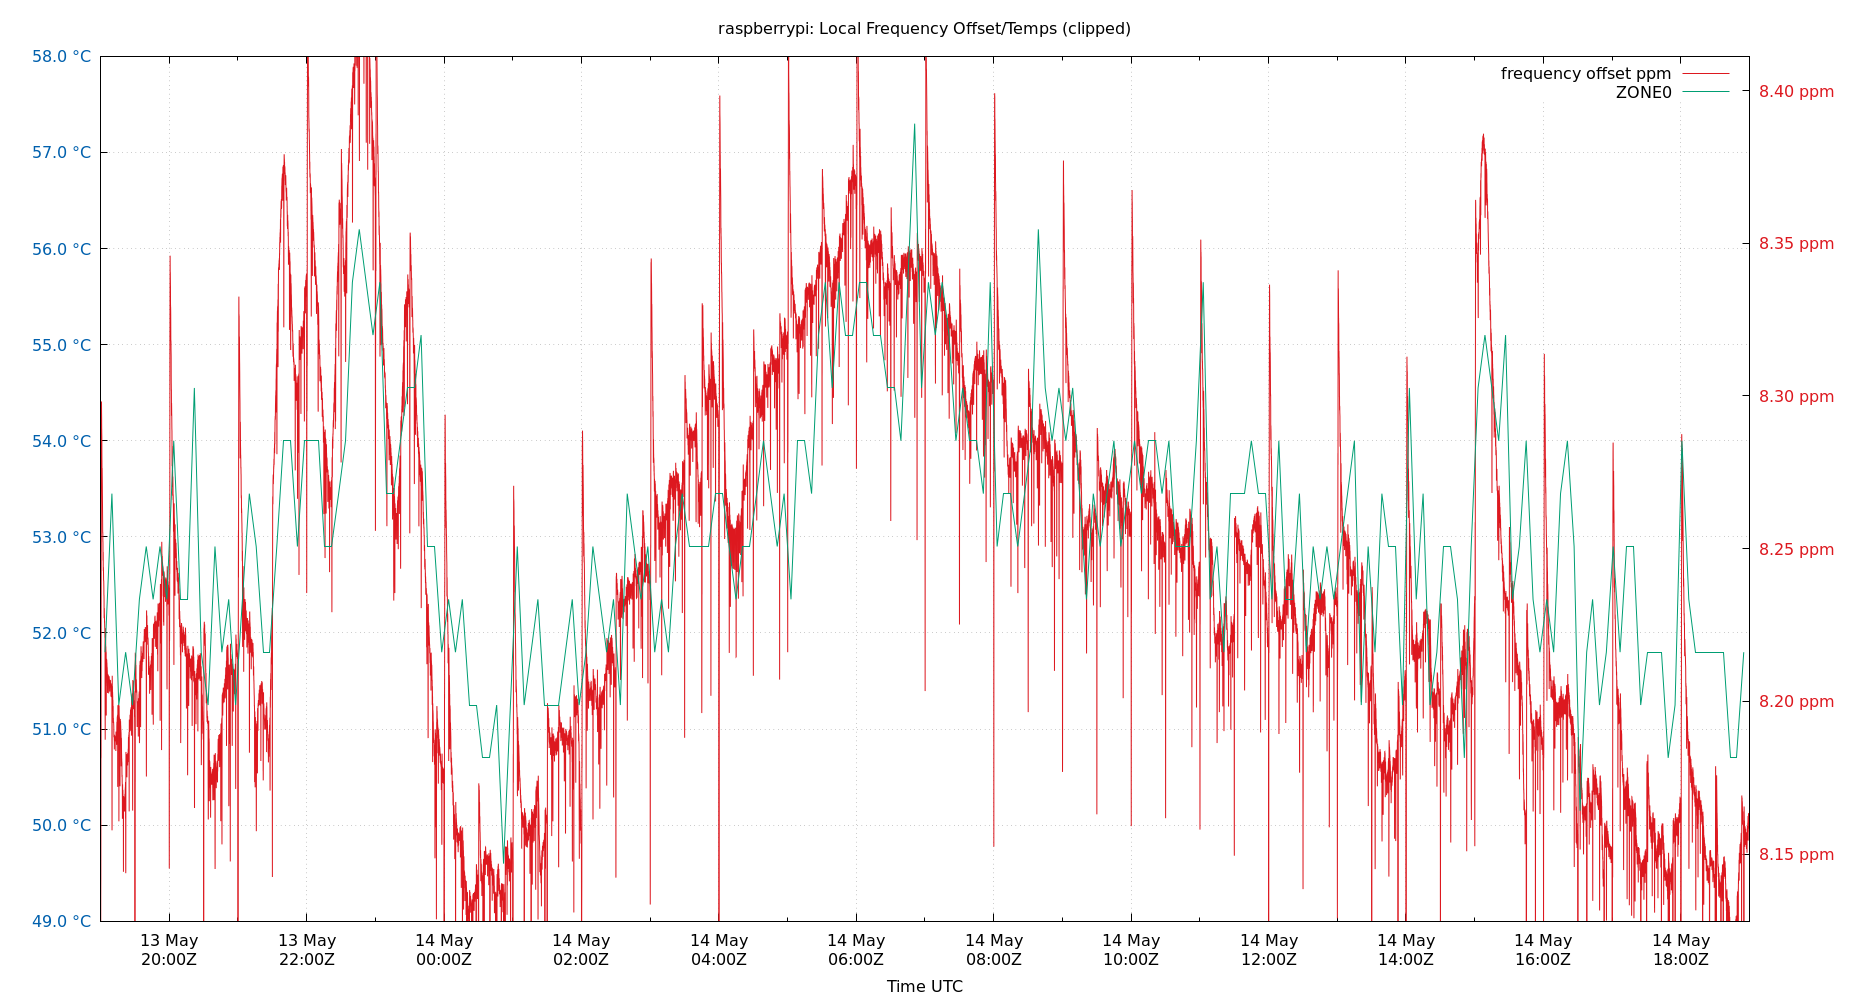 raspberrypi: Local Frequency Offset/Temps (clipped)
frequency offset ppm
ZONE0
58.0 °C
57.0 °C
56.0 °C
55.0 °C
54.0 °C
53.0 °C
52.0 °C
51.0 °C
50.0 °C
49.0 °C
8.40 ppm
8.35 ppm
8.30 ppm
8.25 ppm
8.20 ppm
8.15 ppm
13 May
20:00Z
13 May
22:00Z
14 May
00:00Z
14 May
02:00Z
14 May
04:00Z
14 May
06:00Z
14 May
08:00Z
14 May
10:00Z
14 May
12:00Z
14 May
14:00Z
14 May
16:00Z
14 May
18:00Z
Time UTC